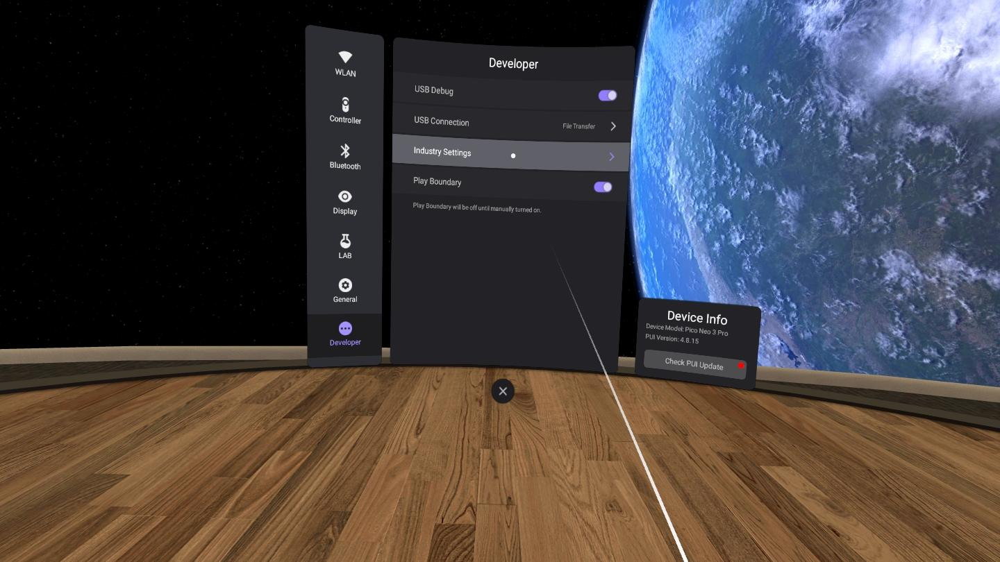 WLAN
Controller
Bluetooth
Display
LAB
General
Developer
Developer
USB Debug
USB Connection
File Transfer
Industry Settings
Play Boundary
Play Boundary will be off until manually turned on.
Device Info
Device Model: Pico Neo 3 Pro
PUI Version: 4.8.15
Check PUI Update